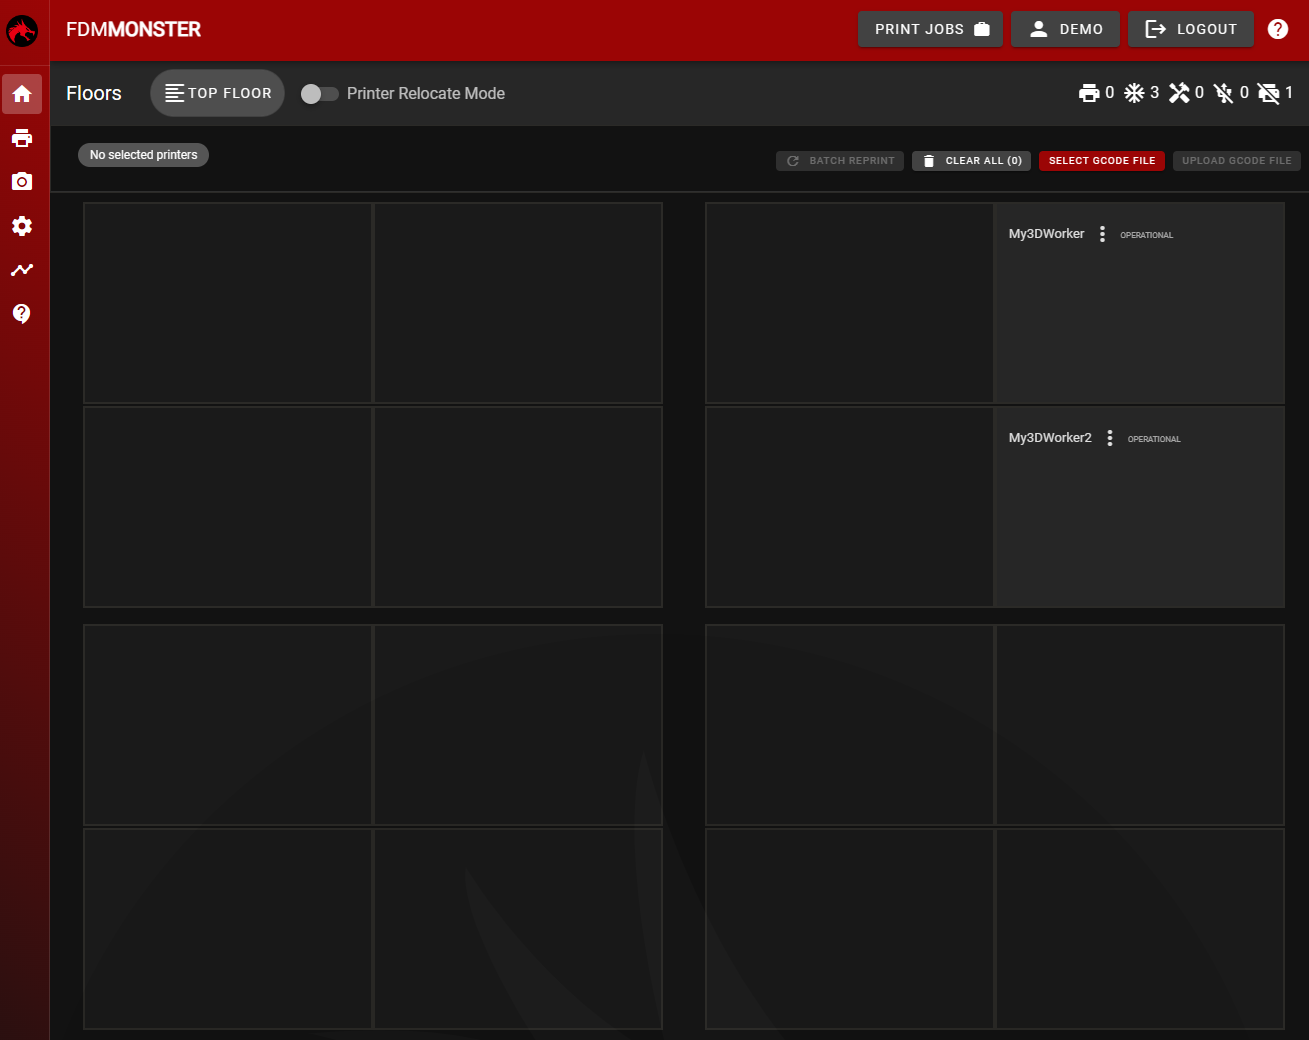 FDMMONSTER
PRINT JOBS
DEMO
LOGOUT
Floors
TOP FLOOR
Printer Relocate Mode
0
3
0
0
1
No selected printers
BATCH REPRINT
CLEAR ALL (0)
SELECT GCODE FILE
UPLOAD GCODE FILE
My3DWorker
OPERATIONAL
My3DWorker2
OPERATIONAL